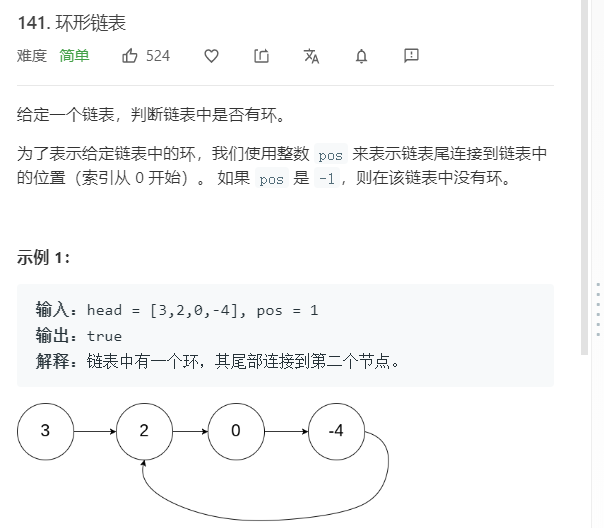 141. 环形链表
难度 简单 524
给定一个链表，判断链表中是否有环。
为了表示给定链表中的环，我们使用整数 pos 来表示链表尾连接到链表中
的位置（索引从 0 开始）。 如果 pos 是 -1，则在该链表中没有环。
示例 1：
输入：head = [3,2,0,-4], pos = 1
输出：true
解释：链表中有一个环，其尾部连接到第二个节点。
3 2 0 -4